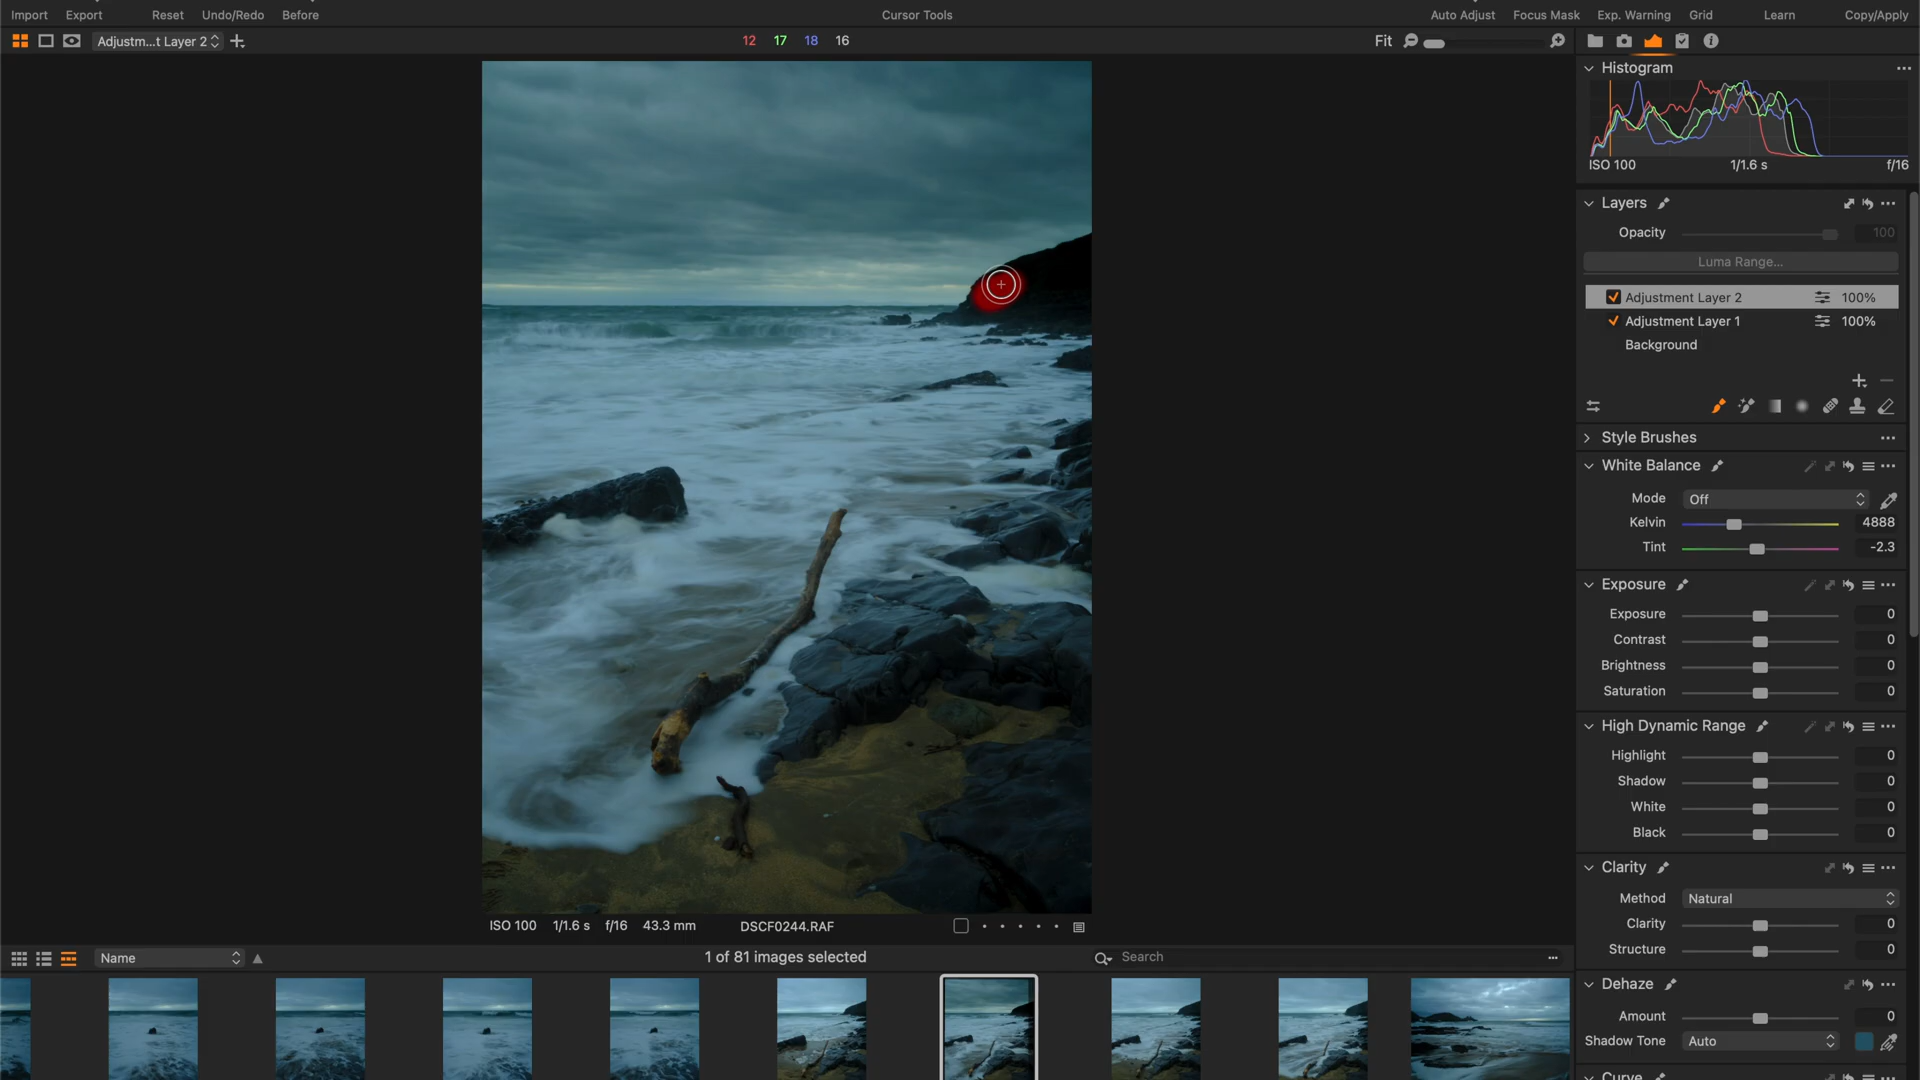 Import Export Reset Undo/Redo Before Cursor Tools Auto Adjust Focus Mask Exp. Warning Grid Learn Copy/Apply
Adjustm...t Layer 2 12 17 18 16 Fit
Histogram
ISO 100 1/1.6 s f/16
Layers
Opacity 100
Luma Range...
Adjustment Layer 2 100%
Adjustment Layer 1 100%
Background
Style Brushes
White Balance
Mode Off
Kelvin 4888
Tint -2.3
Exposure
Exposure 0
Contrast 0
Brightness 0
Saturation 0
High Dynamic Range
Highlight 0
Shadow 0
White 0
Black 0
Clarity
Method Natural
Clarity 0
Structure 0
Dehaze
Amount 0
Shadow Tone Auto
Curve
ISO 100 1/1.6 s f/16 43.3 mm DSCF0244.RAF
Name 1 of 81 images selected Search